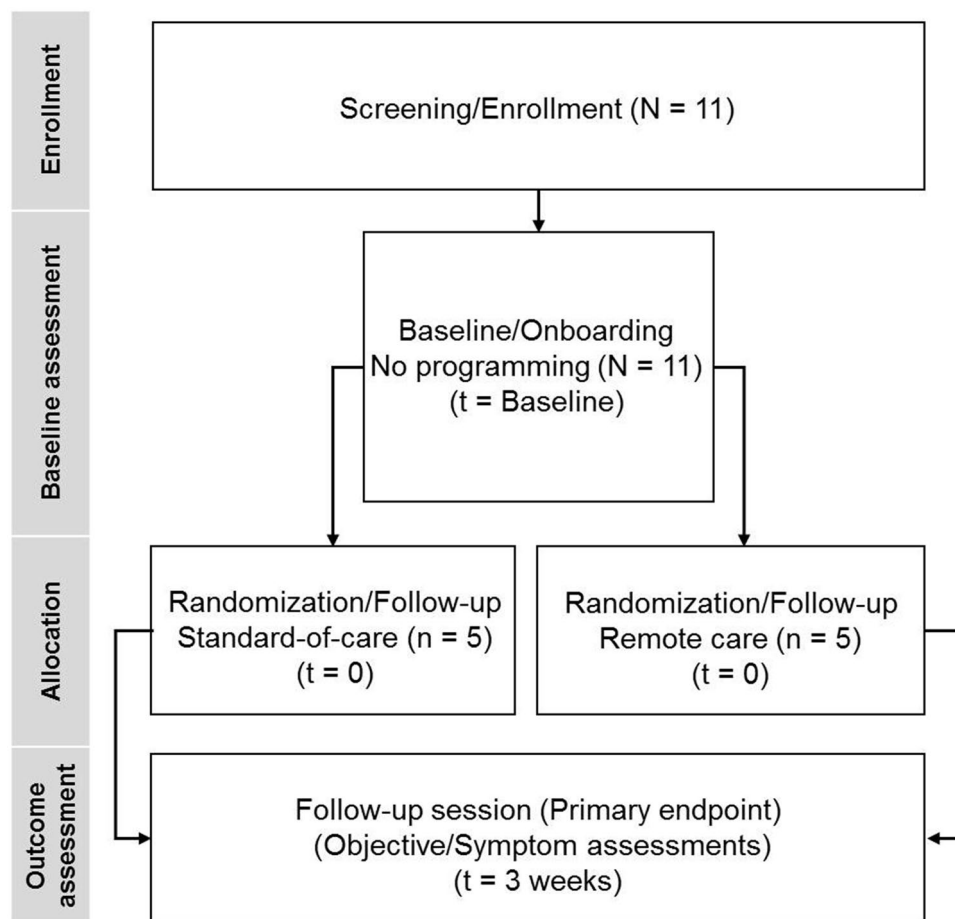 Enrollment
Screening/Enrollment (N = 11)
Baseline assessment
Baseline/Onboarding
No programming (N = 11)
(t = Baseline)
Allocation
Randomization/Follow-up
Standard-of-care (n = 5)
(t = 0)
Randomization/Follow-up
Remote care (n = 5)
(t = 0)
Outcome
assessment
Follow-up session (Primary endpoint)
(Objective/Symptom assessments)
(t = 3 weeks)